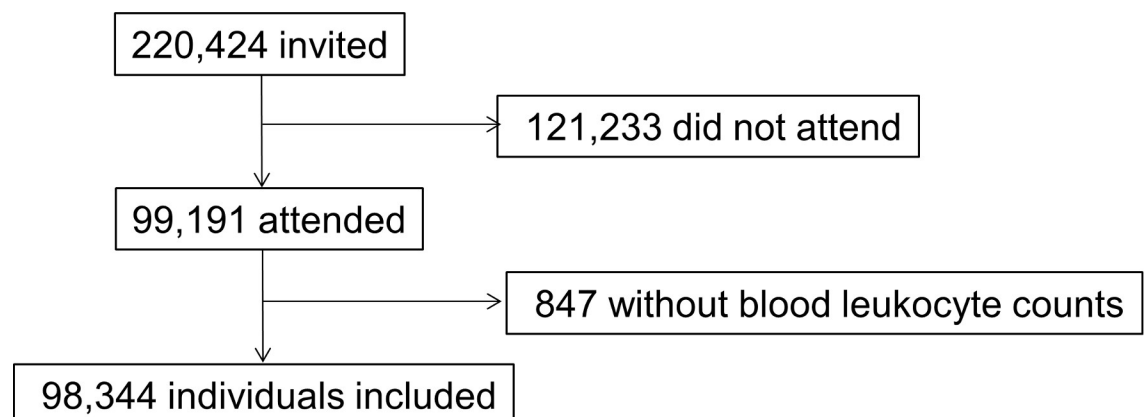 220,424 invited
121,233 did not attend
99,191 attended
847 without blood leukocyte counts
98,344 individuals included